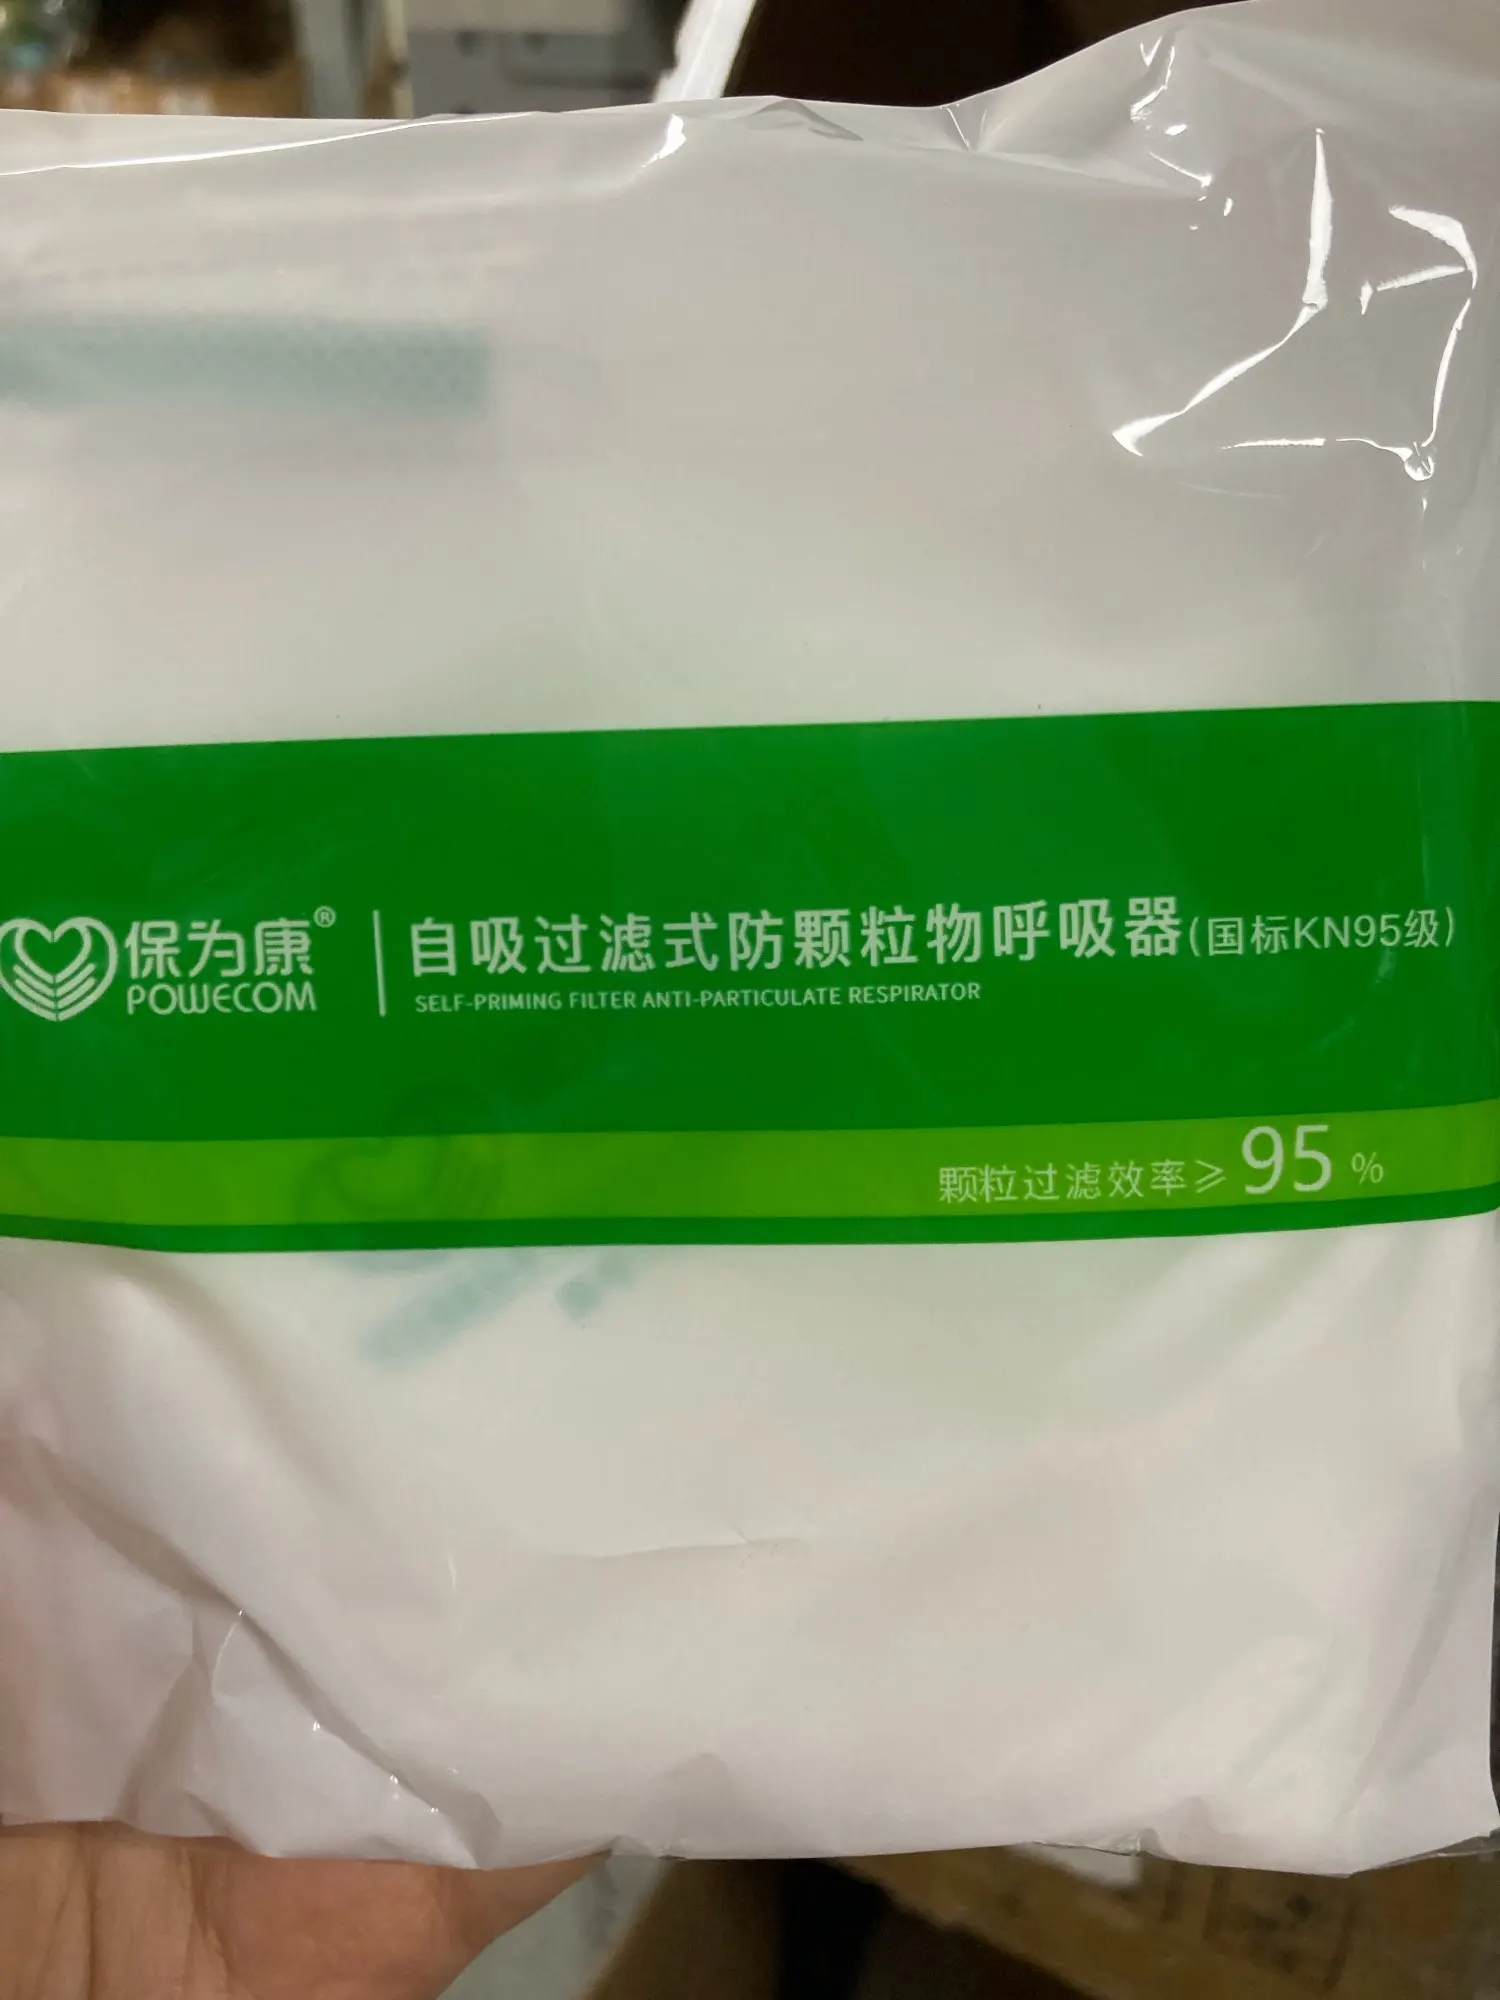 保为康®
POWECOM
自吸过滤式防颗粒物呼吸器(国标KN95级)
SELF-PRIMING FILTER ANTI-PARTICULATE RESPIRATOR
颗粒过滤效率≥95%